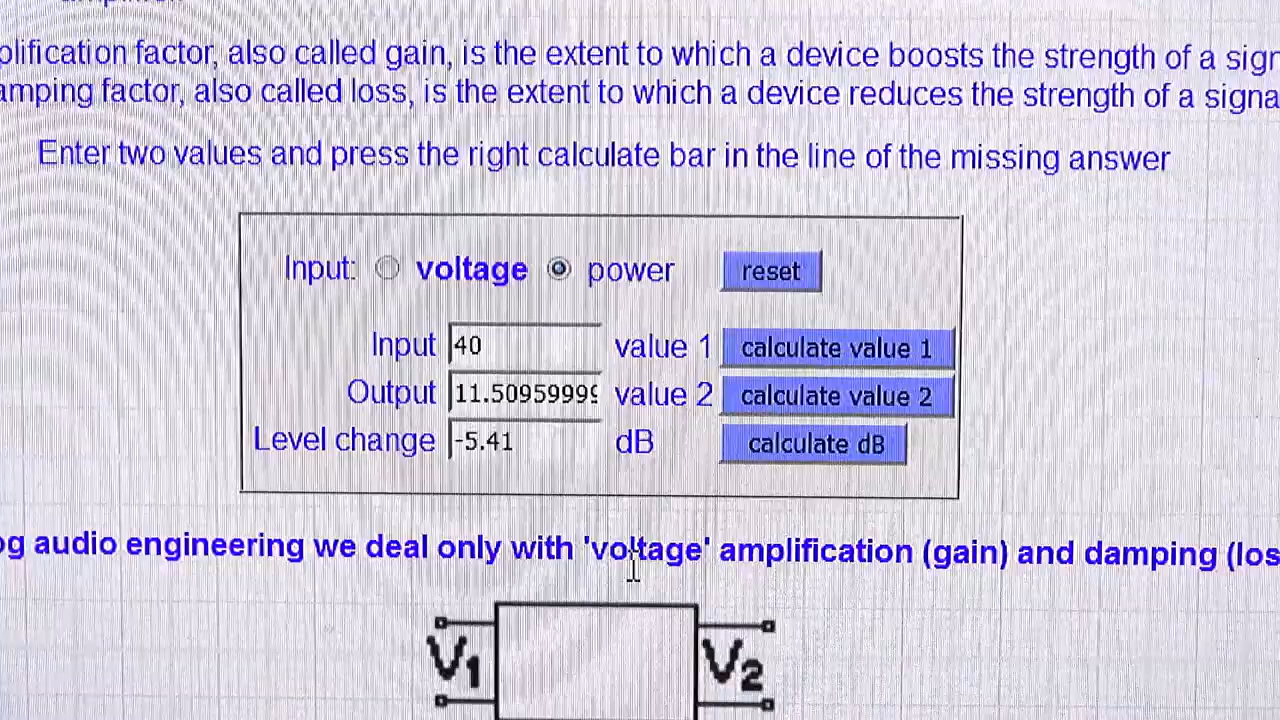 plification factor, also called gain, is the extent to which a device boosts the strength of a sigr
amping factor, also called loss, is the extent to which a device reduces the strength of a signa
Enter two values and press the right calculate bar in the line of the missing answer
Input: voltage power reset
Input 40 value 1 calculate value 1
Output 11.50959999 value 2 calculate value 2
Level change -5.41 dB calculate dB
og audio engineering we deal only with 'voltage' amplification (gain) and damping (los
V1 V2